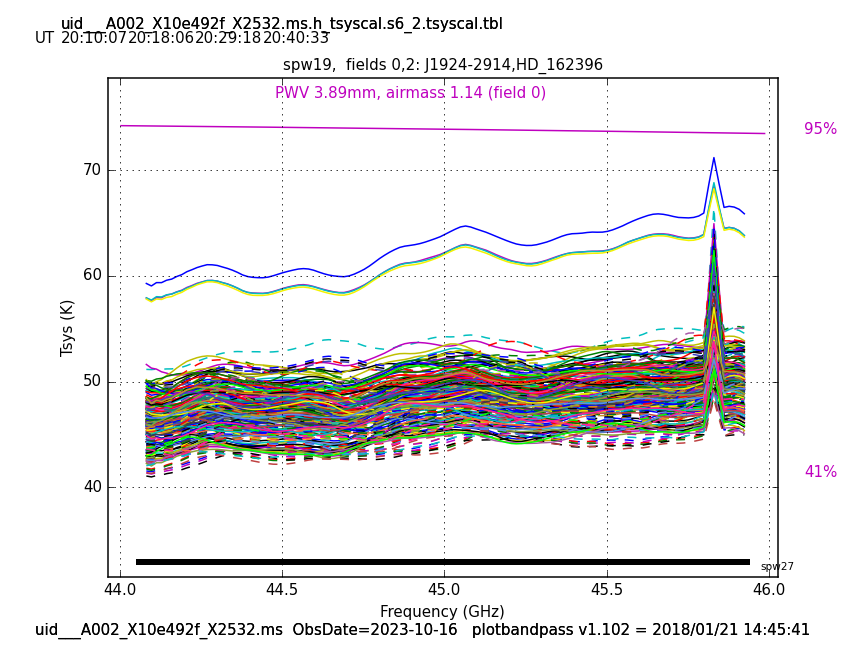 uid___A002_X10e492f_X2532.ms.h_tsyscal.s6_2.tsyscal.tbl
UT 20:10:07 20:18:06 20:29:18 20:40:33
spw19,  fields 0,2: J1924-2914,HD_162396
PWV 3.89mm, airmass 1.14 (field 0)
95%
70
60
Tsys (K)
50
41%
40
spw27
44.0 44.5 45.0 45.5 46.0
Frequency (GHz)
uid___A002_X10e492f_X2532.ms  ObsDate=2023-10-16   plotbandpass v1.102 = 2018/01/21 14:45:41